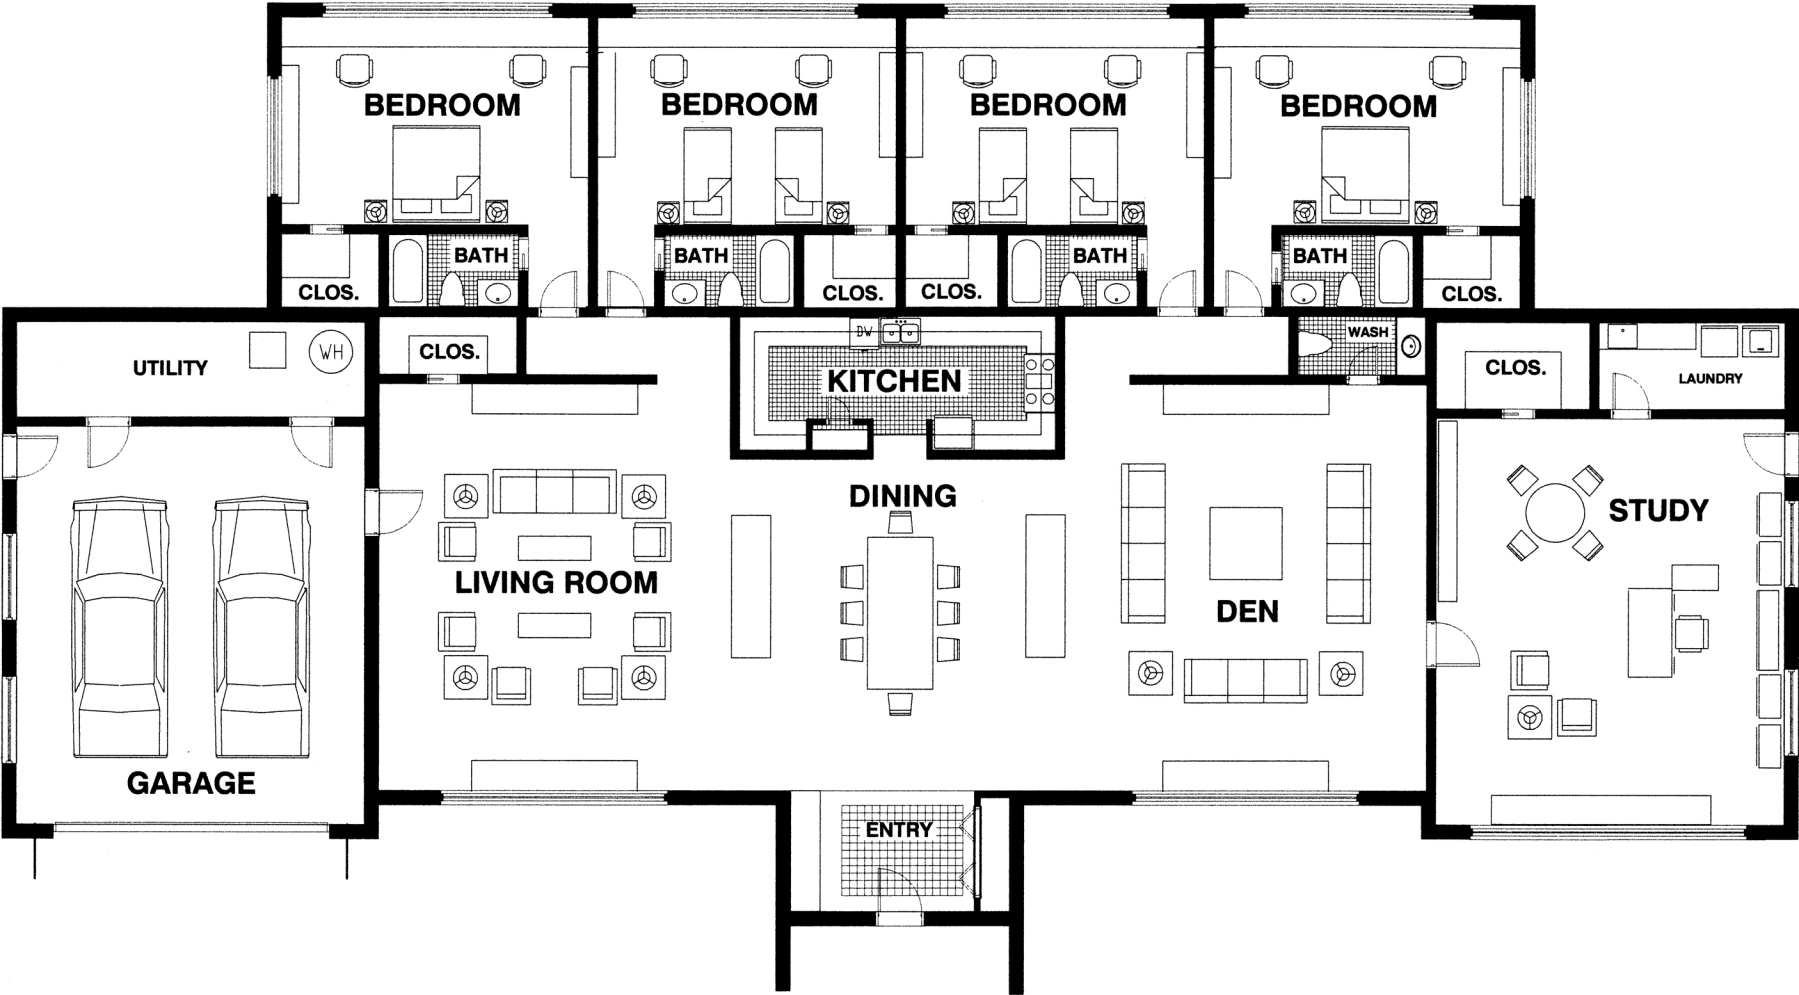 BEDROOM
BEDROOM
BEDROOM
BEDROOM
BATH
BATH
BATH
BATH
CLOS.
CLOS.
CLOS.
CLOS.
UTILITY
WH
CLOS.
DW
KITCHEN
WASH
CLOS.
LAUNDRY
DINING
STUDY
LIVING ROOM
DEN
GARAGE
ENTRY